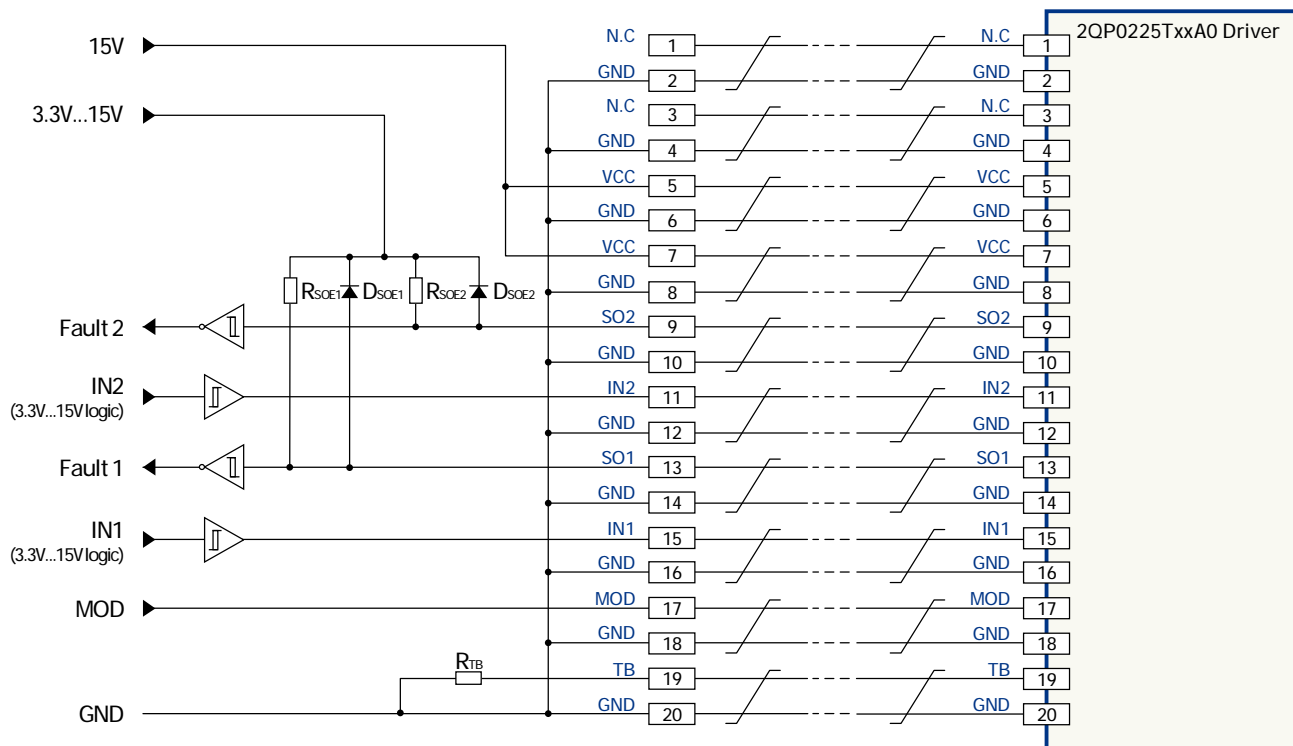 2QP0225TxxA0 Driver
15V
N.C
1
N.C
1
GND
2
GND
2
3.3V...15V
N.C
3
N.C
3
GND
4
GND
4
VCC
5
VCC
5
GND
6
GND
6
VCC
7
VCC
7
GND
8
GND
8
RSOE1
DSOE1
RSOE2
DSOE2
Fault 2
SO2
9
SO2
9
GND
10
GND
10
IN2
(3.3V...15V logic)
IN2
11
IN2
11
GND
12
GND
12
Fault 1
SO1
13
SO1
13
GND
14
GND
14
IN1
(3.3V...15V logic)
IN1
15
IN1
15
GND
16
GND
16
MOD
MOD
17
MOD
17
GND
18
GND
18
RTB
TB
19
TB
19
GND
GND
20
GND
20